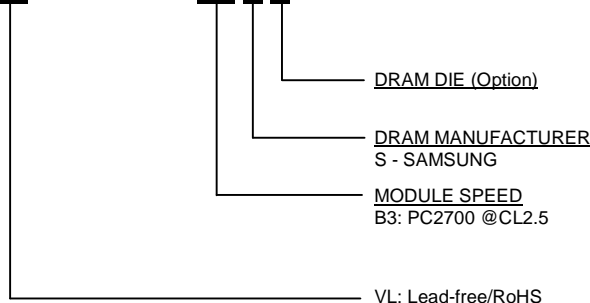 DRAM DIE (Option)
DRAM MANUFACTURER
S - SAMSUNG
MODULE SPEED
B3: PC2700 @CL2.5
VL: Lead-free/RoHS